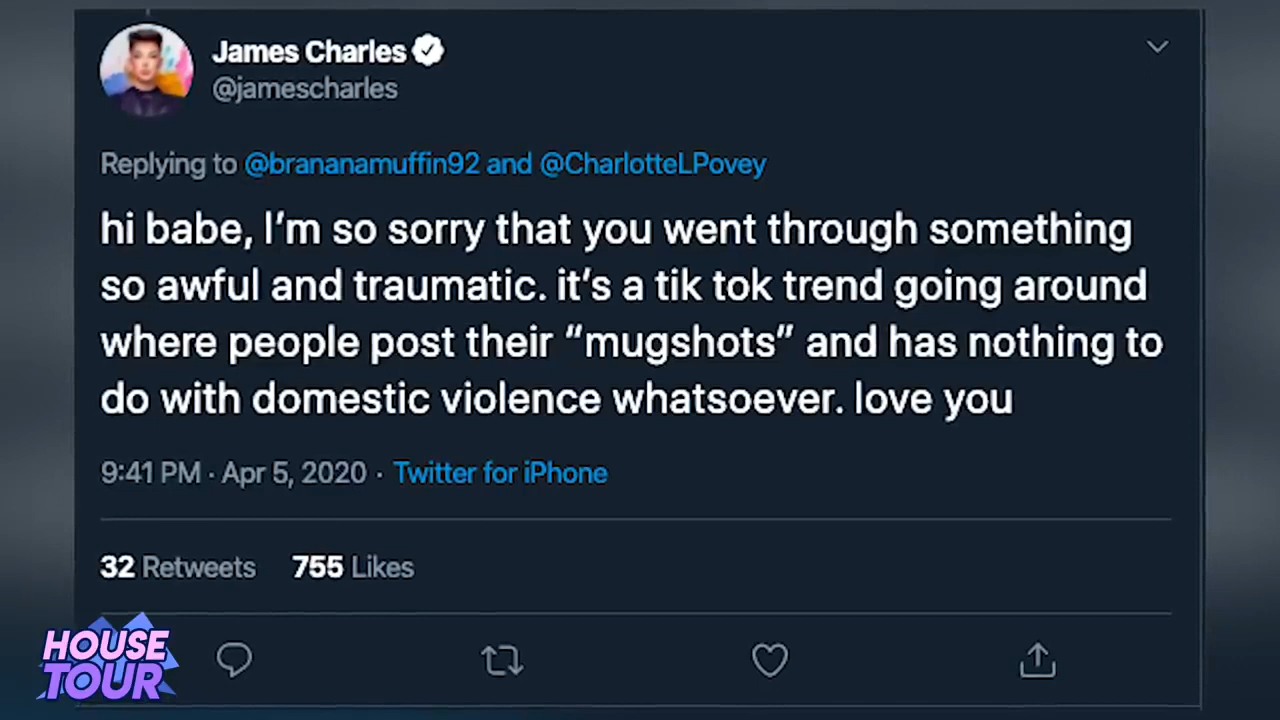 James Charles
@jamescharles
Replying to @brananamuffin92 and @CharlotteLPovey
hi babe, I’m so sorry that you went through something
so awful and traumatic. it’s a tik tok trend going around
where people post their “mugshots” and has nothing to
do with domestic violence whatsoever. love you
9:41 PM · Apr 5, 2020 · Twitter for iPhone
32 Retweets 755 Likes
HOUSE
TOUR